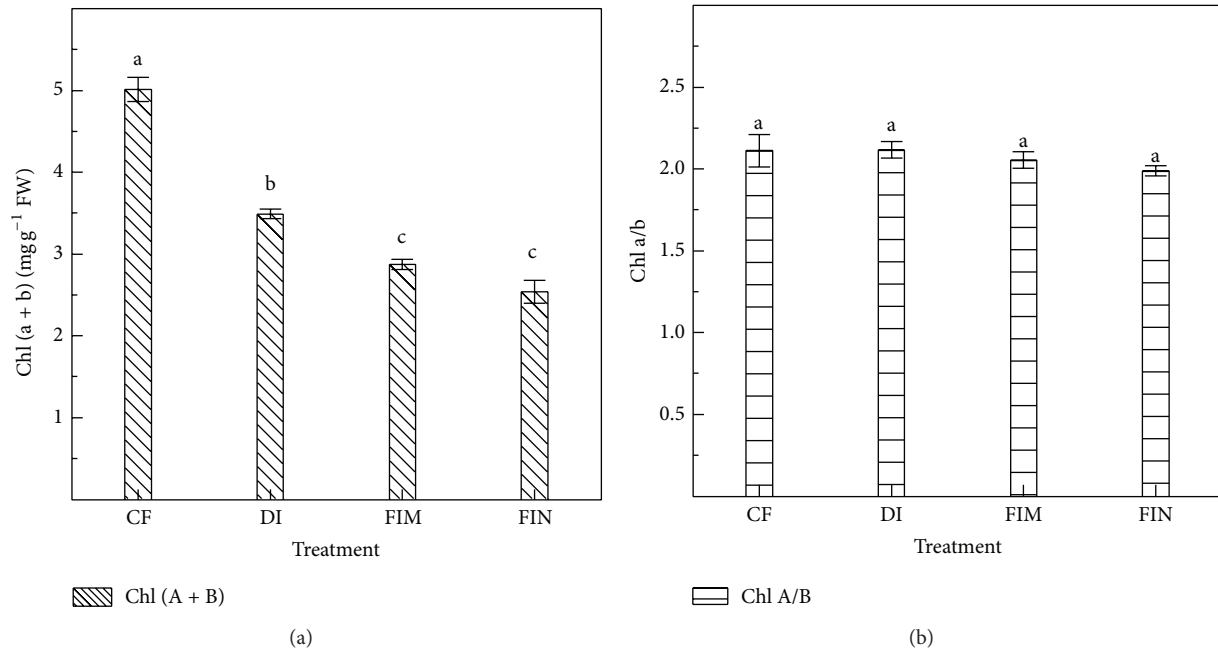 Chl (a + b) (mg g⁻¹ FW)
5
4
3
2
1
a
b
c
c
CF DI FIM FIN
Treatment
Chl (A + B)
(a)
Chl a/b
2.5
2.0
1.5
1.0
0.5
a
a
a
a
CF DI FIM FIN
Treatment
Chl A/B
(b)